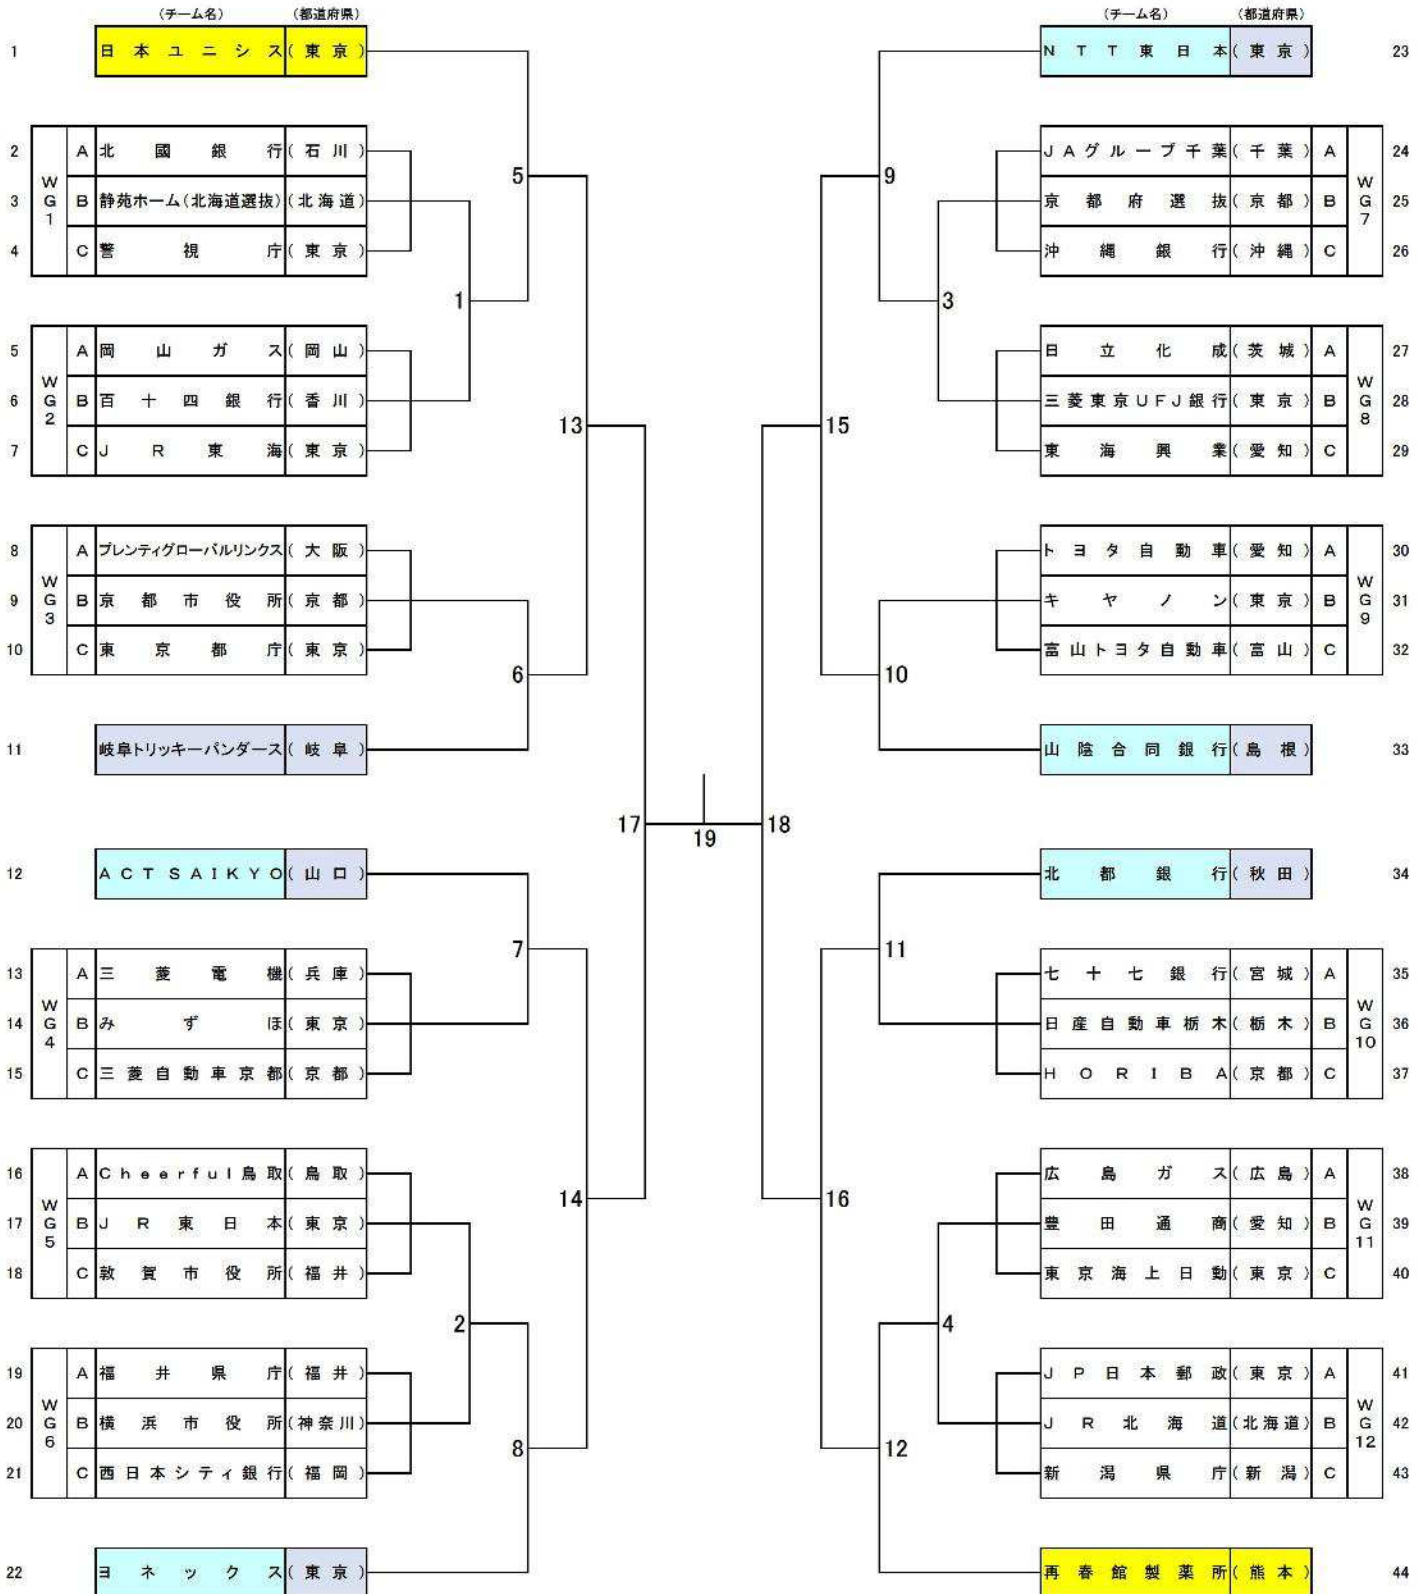 (チーム名) (都道府県)
1 日本ユニシス (東京)
2 WG1 A 北國銀行 (石川)
3 B 静苑ホーム(北海道選抜) (北海道)
4 C 警視庁 (東京)
5 WG2 A 岡山ガス (岡山)
6 B 百十四銀行 (香川)
7 C JR東海 (東京)
8 WG3 A プレンティグローバルリンクス (大阪)
9 B 京都市役所 (京都)
10 C 東京都庁 (東京)
11 岐阜トリッキーパンダース (岐阜)
12 ACTSAIKYO (山口)
13 WG4 A 三菱電機 (兵庫)
14 B みずほ (東京)
15 C 三菱自動車京都 (京都)
16 WG5 A Cheerful鳥取 (鳥取)
17 B JR東日本 (東京)
18 C 敦賀市役所 (福井)
19 WG6 A 福井県庁 (福井)
20 B 横浜市役所 (神奈川)
21 C 西日本シティ銀行 (福岡)
22 ヨネックス (東京)
5
1
13
6
17
7
14
2
8
19
(チーム名) (都道府県)
NTT東日本 (東京) 23
JAグループ千葉 (千葉) A WG7 24
京都府選抜 (京都) B 25
沖縄銀行 (沖縄) C 26
日立化成 (茨城) A WG8 27
三菱東京UFJ銀行 (東京) B 28
東海興業 (愛知) C 29
トヨタ自動車 (愛知) A WG9 30
キヤノン (東京) B 31
富山トヨタ自動車 (富山) C 32
山陰合同銀行 (島根) 33
北都銀行 (秋田) 34
七十七銀行 (宮城) A WG10 35
日産自動車栃木 (栃木) B 36
HORIBA (京都) C 37
広島ガス (広島) A WG11 38
豊田通商 (愛知) B 39
東京海上日動 (東京) C 40
JP日本郵政 (東京) A WG12 41
JR北海道 (北海道) B 42
新潟県庁 (新潟) C 43
再春館製薬所 (熊本) 44
9
3
15
10
18
11
16
4
12